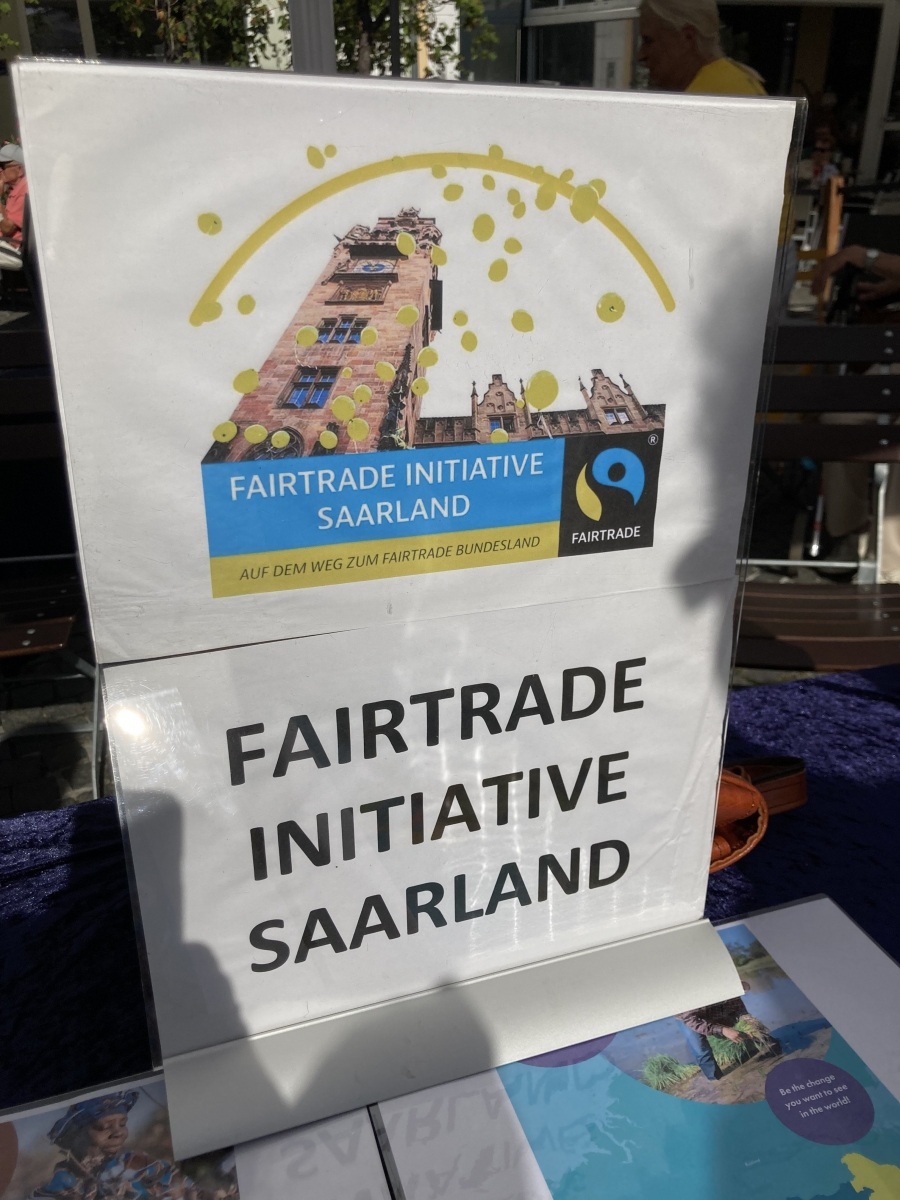 FAIRTRADE INITIATIVE
SAARLAND
AUF DEM WEG ZUM FAIRTRADE BUNDESLAND
®
FAIRTRADE
FAIRTRADE
INITIATIVE
SAARLAND
Be the change
you want to see
in the world!